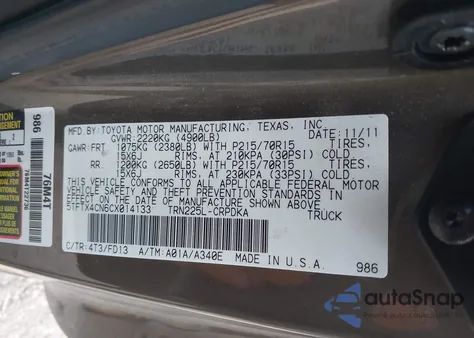 MFD.BY: TOYOTA MOTOR MANUFACTURING, TEXAS, INC.
GVWR: 2220KG (4900LB) DATE: 11/11
GAWR:FRT 1075KG (2380LB) WITH P215/70R15 TIRES,
15X6J RIMS, AT 210KPA (30PSI) COLD
RR 1200KG (2650LB) WITH P215/70R15 TIRES,
15X6J RIMS, AT 230KPA (33PSI) COLD
THIS VEHICLE CONFORMS TO ALL APPLICABLE FEDERAL MOTOR
VEHICLE SAFETY AND THEFT PREVENTION STANDARDS IN
EFFECT ON THE DATE OF MANUFACTURE SHOWN ABOVE.
5TFTX4CN6CX014133 TRN225L-CRPDKA TRUCK
C/TR: 4T3/FD13 A/TM: A01A/A340E MADE IN U.S.A. 986
986
76M4T
autoSnap